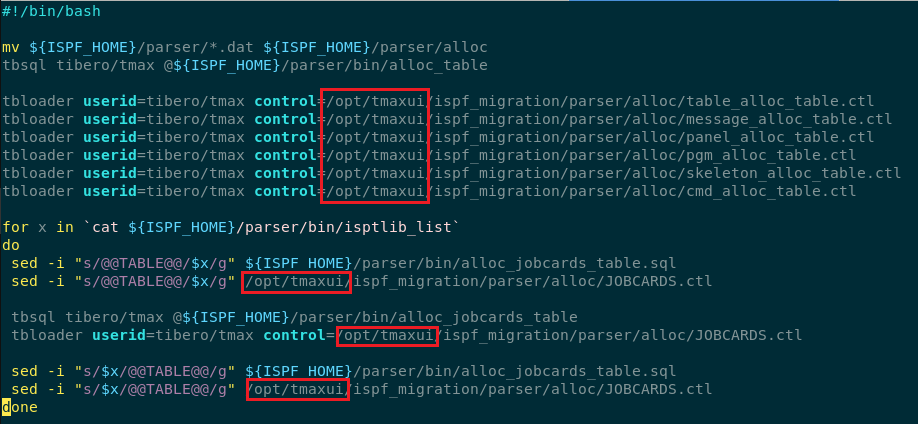 #!/bin/bash
mv ${ISPF_HOME}/parser/*.dat ${ISPF_HOME}/parser/alloc
tbsql tibero/tmax @${ISPF_HOME}/parser/bin/alloc_table
tbloader userid=tibero/tmax control=/opt/tmaxui/ispf_migration/parser/alloc/table_alloc_table.ctl
tbloader userid=tibero/tmax control=/opt/tmaxui/ispf_migration/parser/alloc/message_alloc_table.ctl
tbloader userid=tibero/tmax control=/opt/tmaxui/ispf_migration/parser/alloc/panel_alloc_table.ctl
tbloader userid=tibero/tmax control=/opt/tmaxui/ispf_migration/parser/alloc/pgm_alloc_table.ctl
tbloader userid=tibero/tmax control=/opt/tmaxui/ispf_migration/parser/alloc/skeleton_alloc_table.ctl
tbloader userid=tibero/tmax control=/opt/tmaxui/ispf_migration/parser/alloc/cmd_alloc_table.ctl
for x in `cat ${ISPF_HOME}/parser/bin/isptlib_list`
do
sed -i "s/@@TABLE@@/$x/g" ${ISPF_HOME}/parser/bin/alloc_jobcards_table.sql
sed -i "s/@@TABLE@@/$x/g" /opt/tmaxui/ispf_migration/parser/alloc/JOBCARDS.ctl
tbsql tibero/tmax @${ISPF_HOME}/parser/bin/alloc_jobcards_table
tbloader userid=tibero/tmax control=/opt/tmaxui/ispf_migration/parser/alloc/JOBCARDS.ctl
sed -i "s/$x/@@TABLE@@/g" ${ISPF_HOME}/parser/bin/alloc_jobcards_table.sql
sed -i "s/$x/@@TABLE@@/g" /opt/tmaxui/ispf_migration/parser/alloc/JOBCARDS.ctl
done